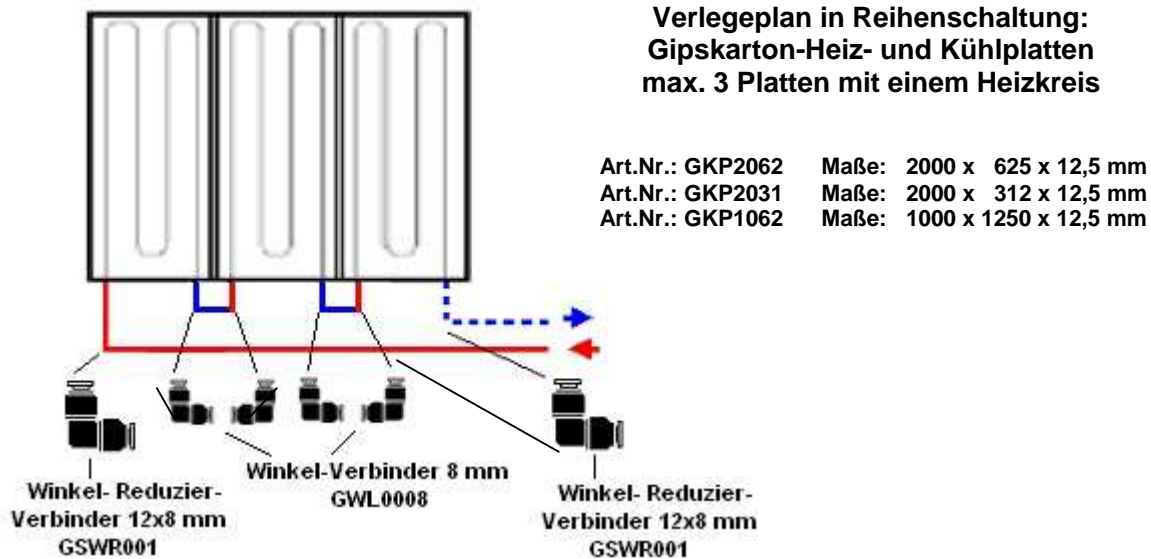 Verlegeplan in Reihenschaltung:
Gipskarton-Heiz- und Kühlplatten
max. 3 Platten mit einem Heizkreis
Art.Nr.: GKP2062 Maße: 2000 x 625 x 12,5 mm
Art.Nr.: GKP2031 Maße: 2000 x 312 x 12,5 mm
Art.Nr.: GKP1062 Maße: 1000 x 1250 x 12,5 mm
Winkel- Reduzier-
Verbinder 12x8 mm
GSWR001
Winkel-Verbinder 8 mm
GWL0008
Winkel- Reduzier-
Verbinder 12x8 mm
GSWR001